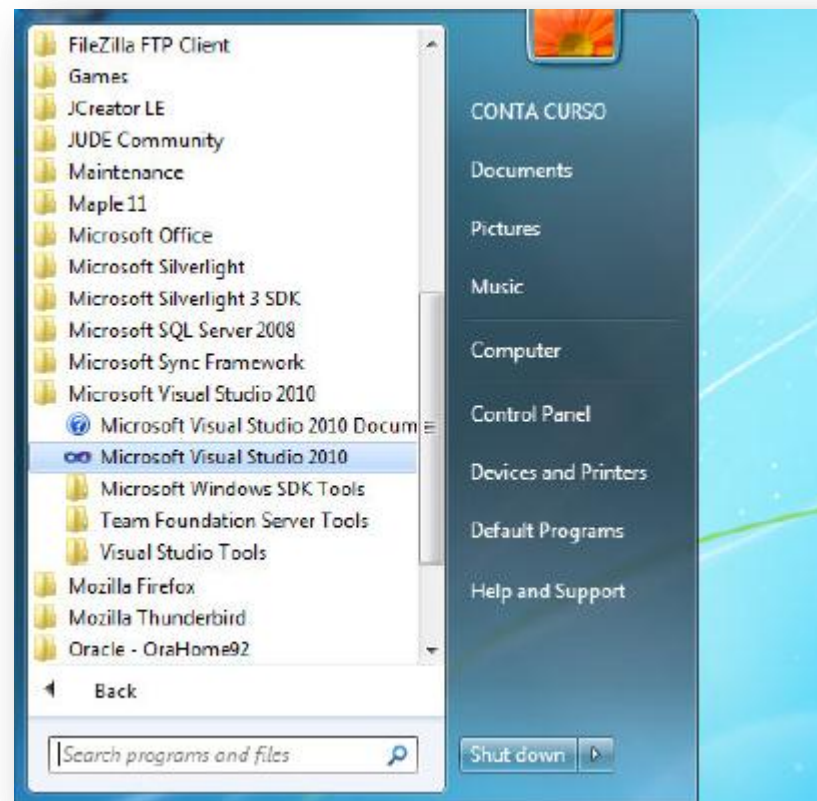 FileZilla FTP Client
Games
JCreator LE
JUDE Community
Maintenance
Maple 11
Microsoft Office
Microsoft Silverlight
Microsoft Silverlight 3 SDK
Microsoft SQL Server 2008
Microsoft Sync Framework
Microsoft Visual Studio 2010
Microsoft Visual Studio 2010 Docum
Microsoft Visual Studio 2010
Microsoft Windows SDK Tools
Team Foundation Server Tools
Visual Studio Tools
Mozilla Firefox
Mozilla Thunderbird
Oracle - OraHome92
Back
Search programs and files
CONTA CURSO
Documents
Pictures
Music
Computer
Control Panel
Devices and Printers
Default Programs
Help and Support
Shut down